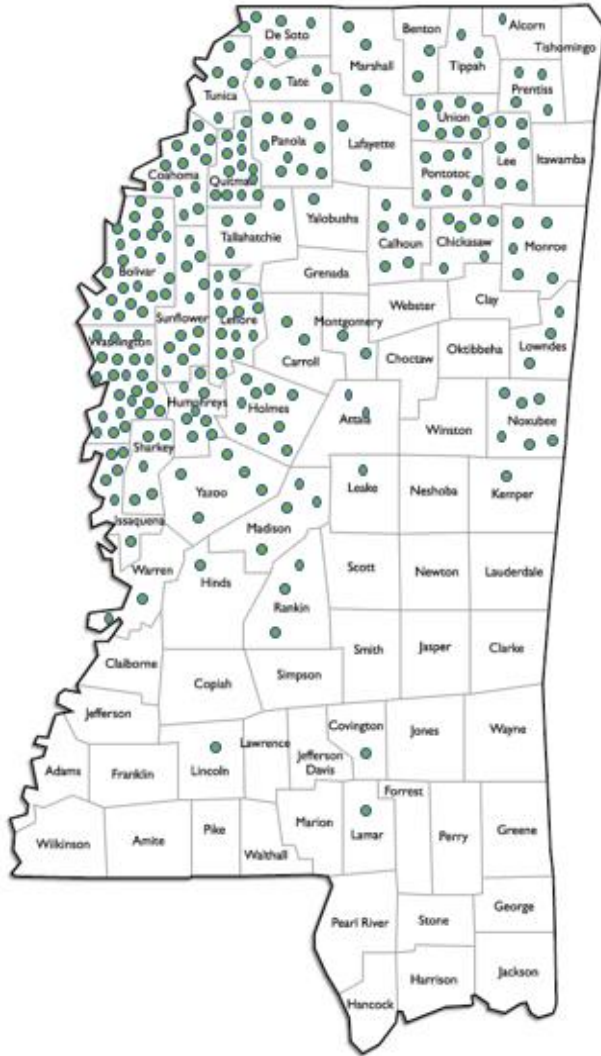 Alcorn
Benton
De Soto
Tishomingo
Marshall
Tippah
Tate
Tunica
Prentiss
Union
Panola
Lafayette
Lee
Itawamba
Coahoma
Quitman
Pontotoc
Yalobusha
Tallahatchie
Calhoun
Chickasaw
Monroe
Bolivar
Grenada
Webster
Clay
Sunflower
Leflore
Montgomery
Washington
Carroll
Choctaw
Oktibbeha
Lowndes
Humphreys
Holmes
Attala
Noxubee
Winston
Sharkey
Yazoo
Leake
Neshoba
Kemper
Issaquena
Madison
Warren
Hinds
Scott
Newton
Lauderdale
Rankin
Smith
Jasper
Clarke
Claiborne
Simpson
Copiah
Jefferson
Covington
Jones
Wayne
Lawrence
Jefferson
Davis
Adams
Franklin
Lincoln
Forrest
Marion
Lamar
Pike
Perry
Greene
Wilkinson
Amite
Walthall
George
Pearl River
Stone
Jackson
Harrison
Hancock